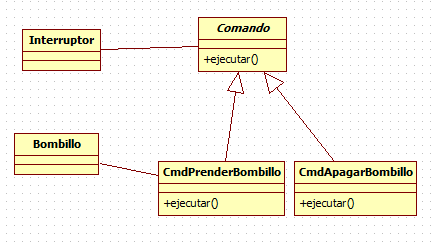 Comando
Interruptor
+ejecutar()
Bombillo
CmdPrenderBombillo
CmdApagarBombillo
+ejecutar()
+ejecutar()